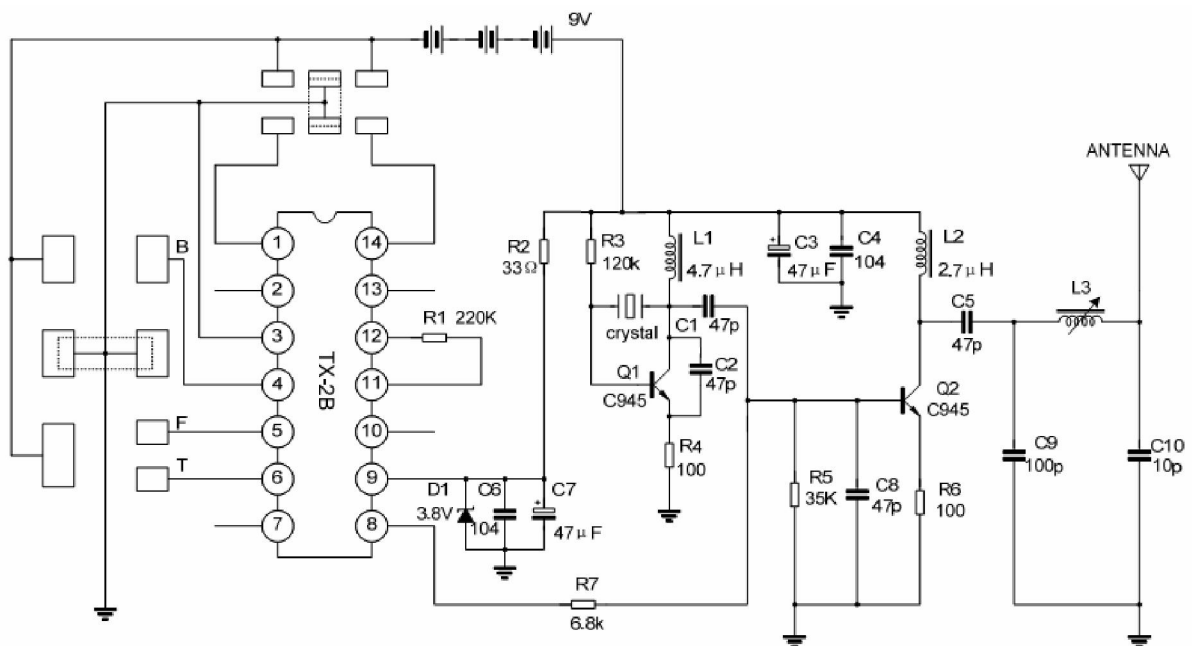 9V
ANTENNA
B
1
14
R2
33Ω
R3
120k
L1
4.7μH
C3
47μF
C4
104
L2
2.7μH
2
13
L3
C5
47p
crystal
C1
47p
3
12
R1 220K
TX-2B
4
11
Q1
C945
C2
47p
Q2
C945
F
5
10
R4
100
C9
100p
C10
10p
T
6
9
D1
3.8V
C6
104
C7
47μF
R5
35K
C8
47p
R6
100
7
8
R7
6.8k